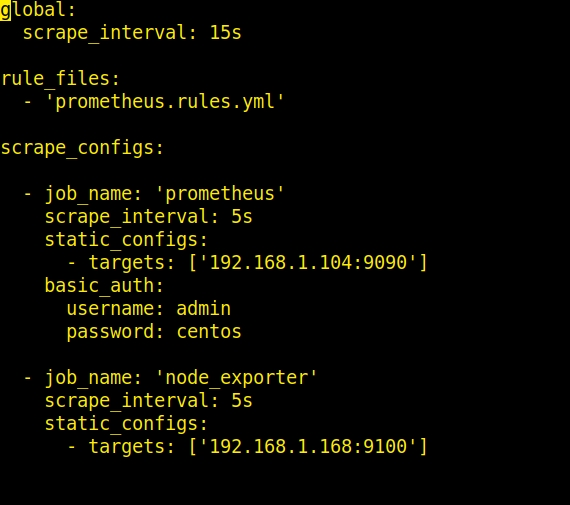 global:
  scrape_interval: 15s

rule_files:
  - 'prometheus.rules.yml'

scrape_configs:

  - job_name: 'prometheus'
    scrape_interval: 5s
    static_configs:
      - targets: ['192.168.1.104:9090']
    basic_auth:
      username: admin
      password: centos

  - job_name: 'node_exporter'
    scrape_interval: 5s
    static_configs:
      - targets: ['192.168.1.168:9100']